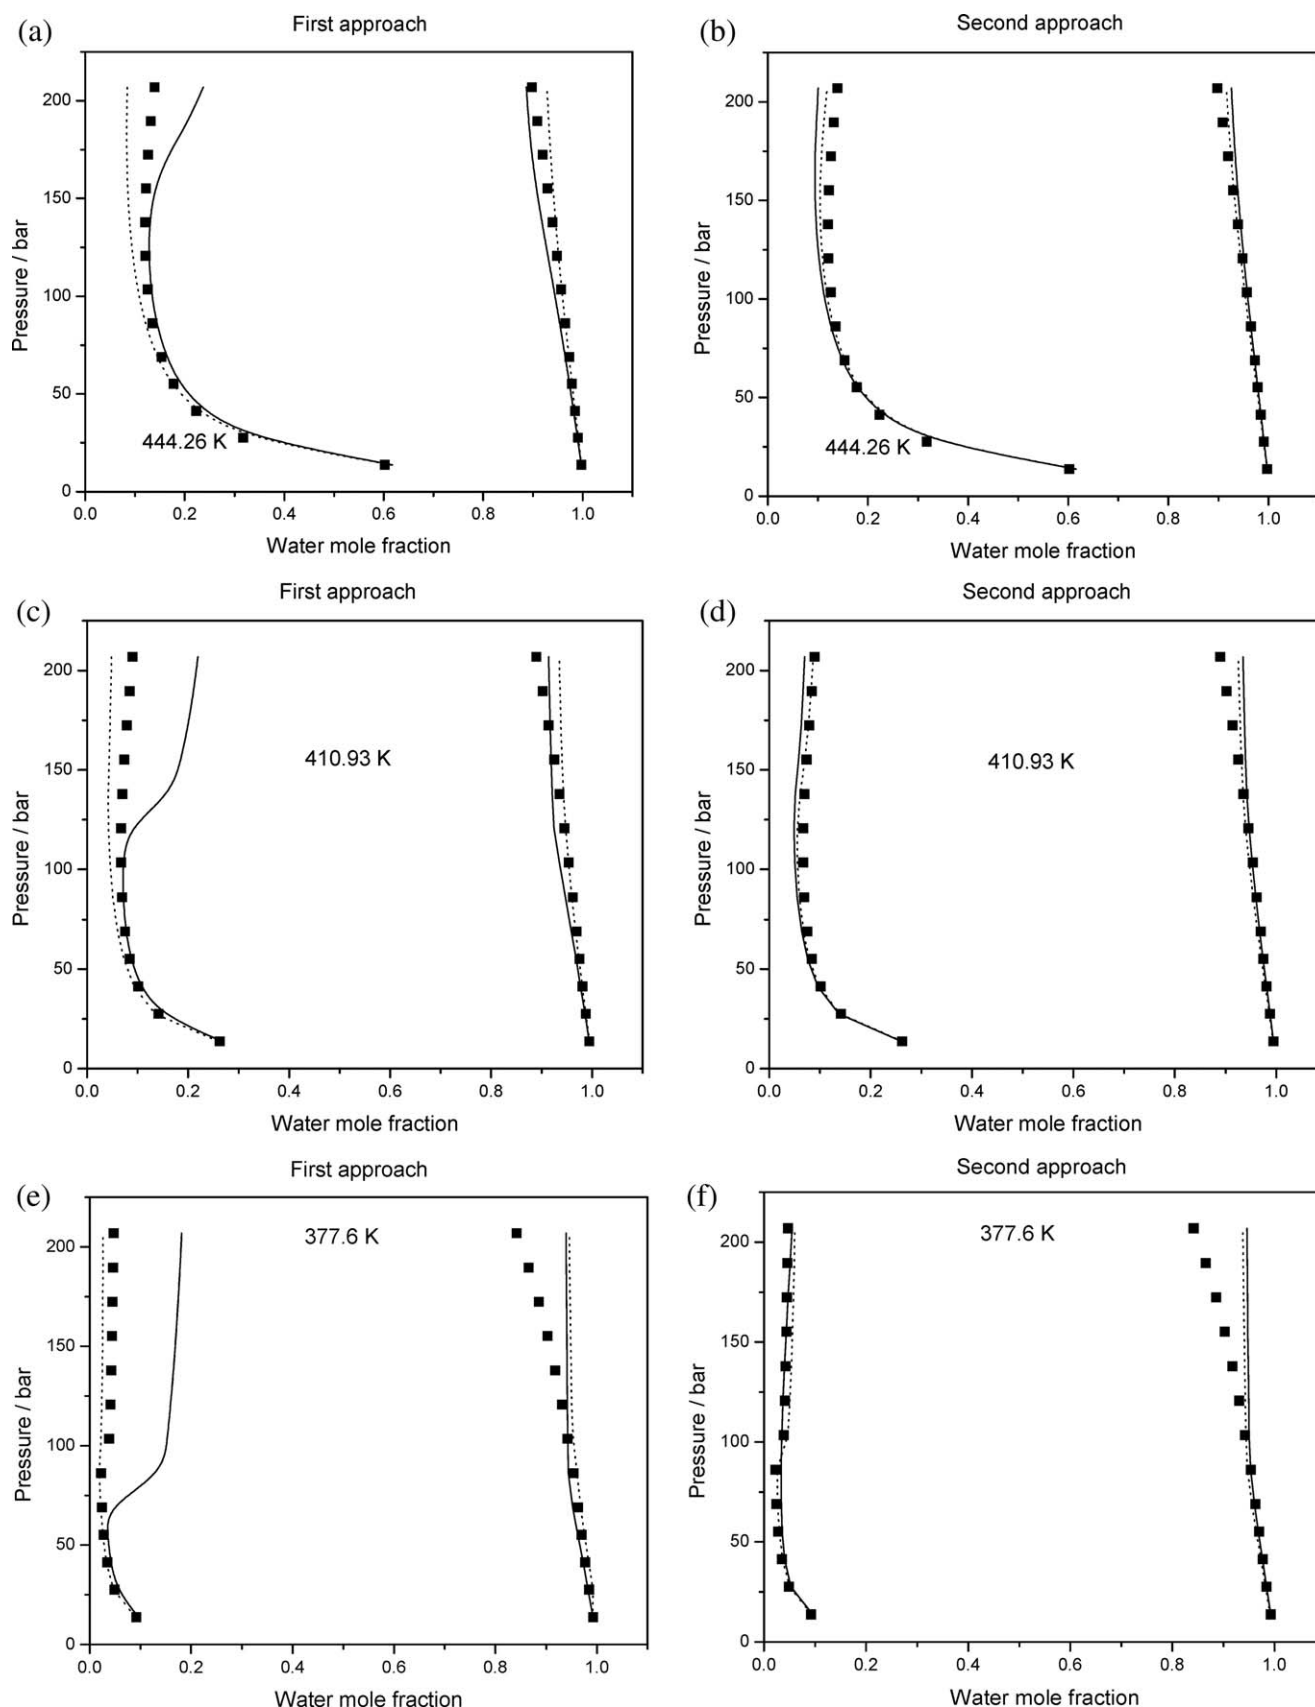 (a)
First approach
Pressure / bar
200
150
100
50
0
444.26 K
0.0 0.2 0.4 0.6 0.8 1.0
Water mole fraction
(b)
Second approach
Pressure / bar
200
150
100
50
0
444.26 K
0.0 0.2 0.4 0.6 0.8 1.0
Water mole fraction
(c)
First approach
Pressure / bar
200
150
100
50
0
410.93 K
0.0 0.2 0.4 0.6 0.8 1.0
Water mole fraction
(d)
Second approach
Pressure / bar
200
150
100
50
0
410.93 K
0.0 0.2 0.4 0.6 0.8 1.0
Water mole fraction
(e)
First approach
Pressure / bar
200
150
100
50
0
377.6 K
0.0 0.2 0.4 0.6 0.8 1.0
Water mole fraction
(f)
Second approach
Pressure / bar
200
150
100
50
0
377.6 K
0.0 0.2 0.4 0.6 0.8 1.0
Water mole fraction